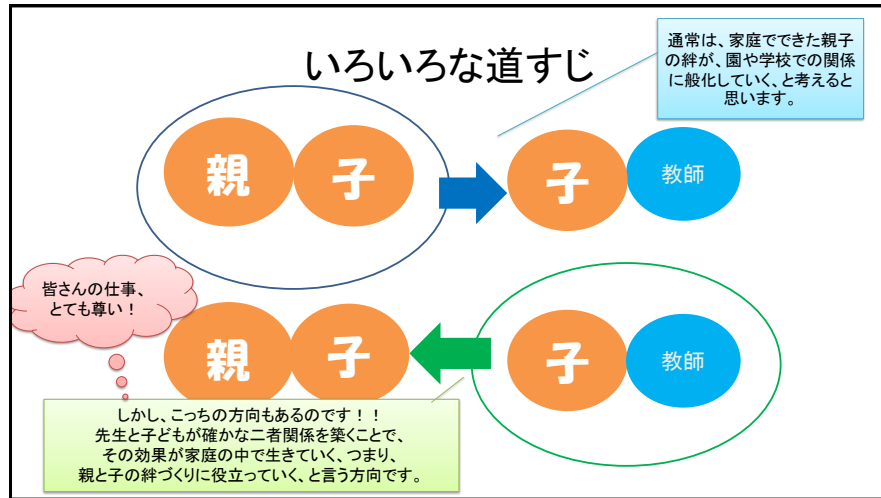 いろいろな道すじ
通常は、家庭でできた親子
の絆が、園や学校での関係
に般化していく、と考えると
思います。
親
子
子
教師
皆さんの仕事、
とても尊い！
親
子
子
教師
しかし、こっちの方向もあるのです！！
先生と子どもが確かな二者関係を築くことで、
その効果が家庭の中で生きていく、つまり、
親と子の絆づくりに役立っていく、と言う方向です。